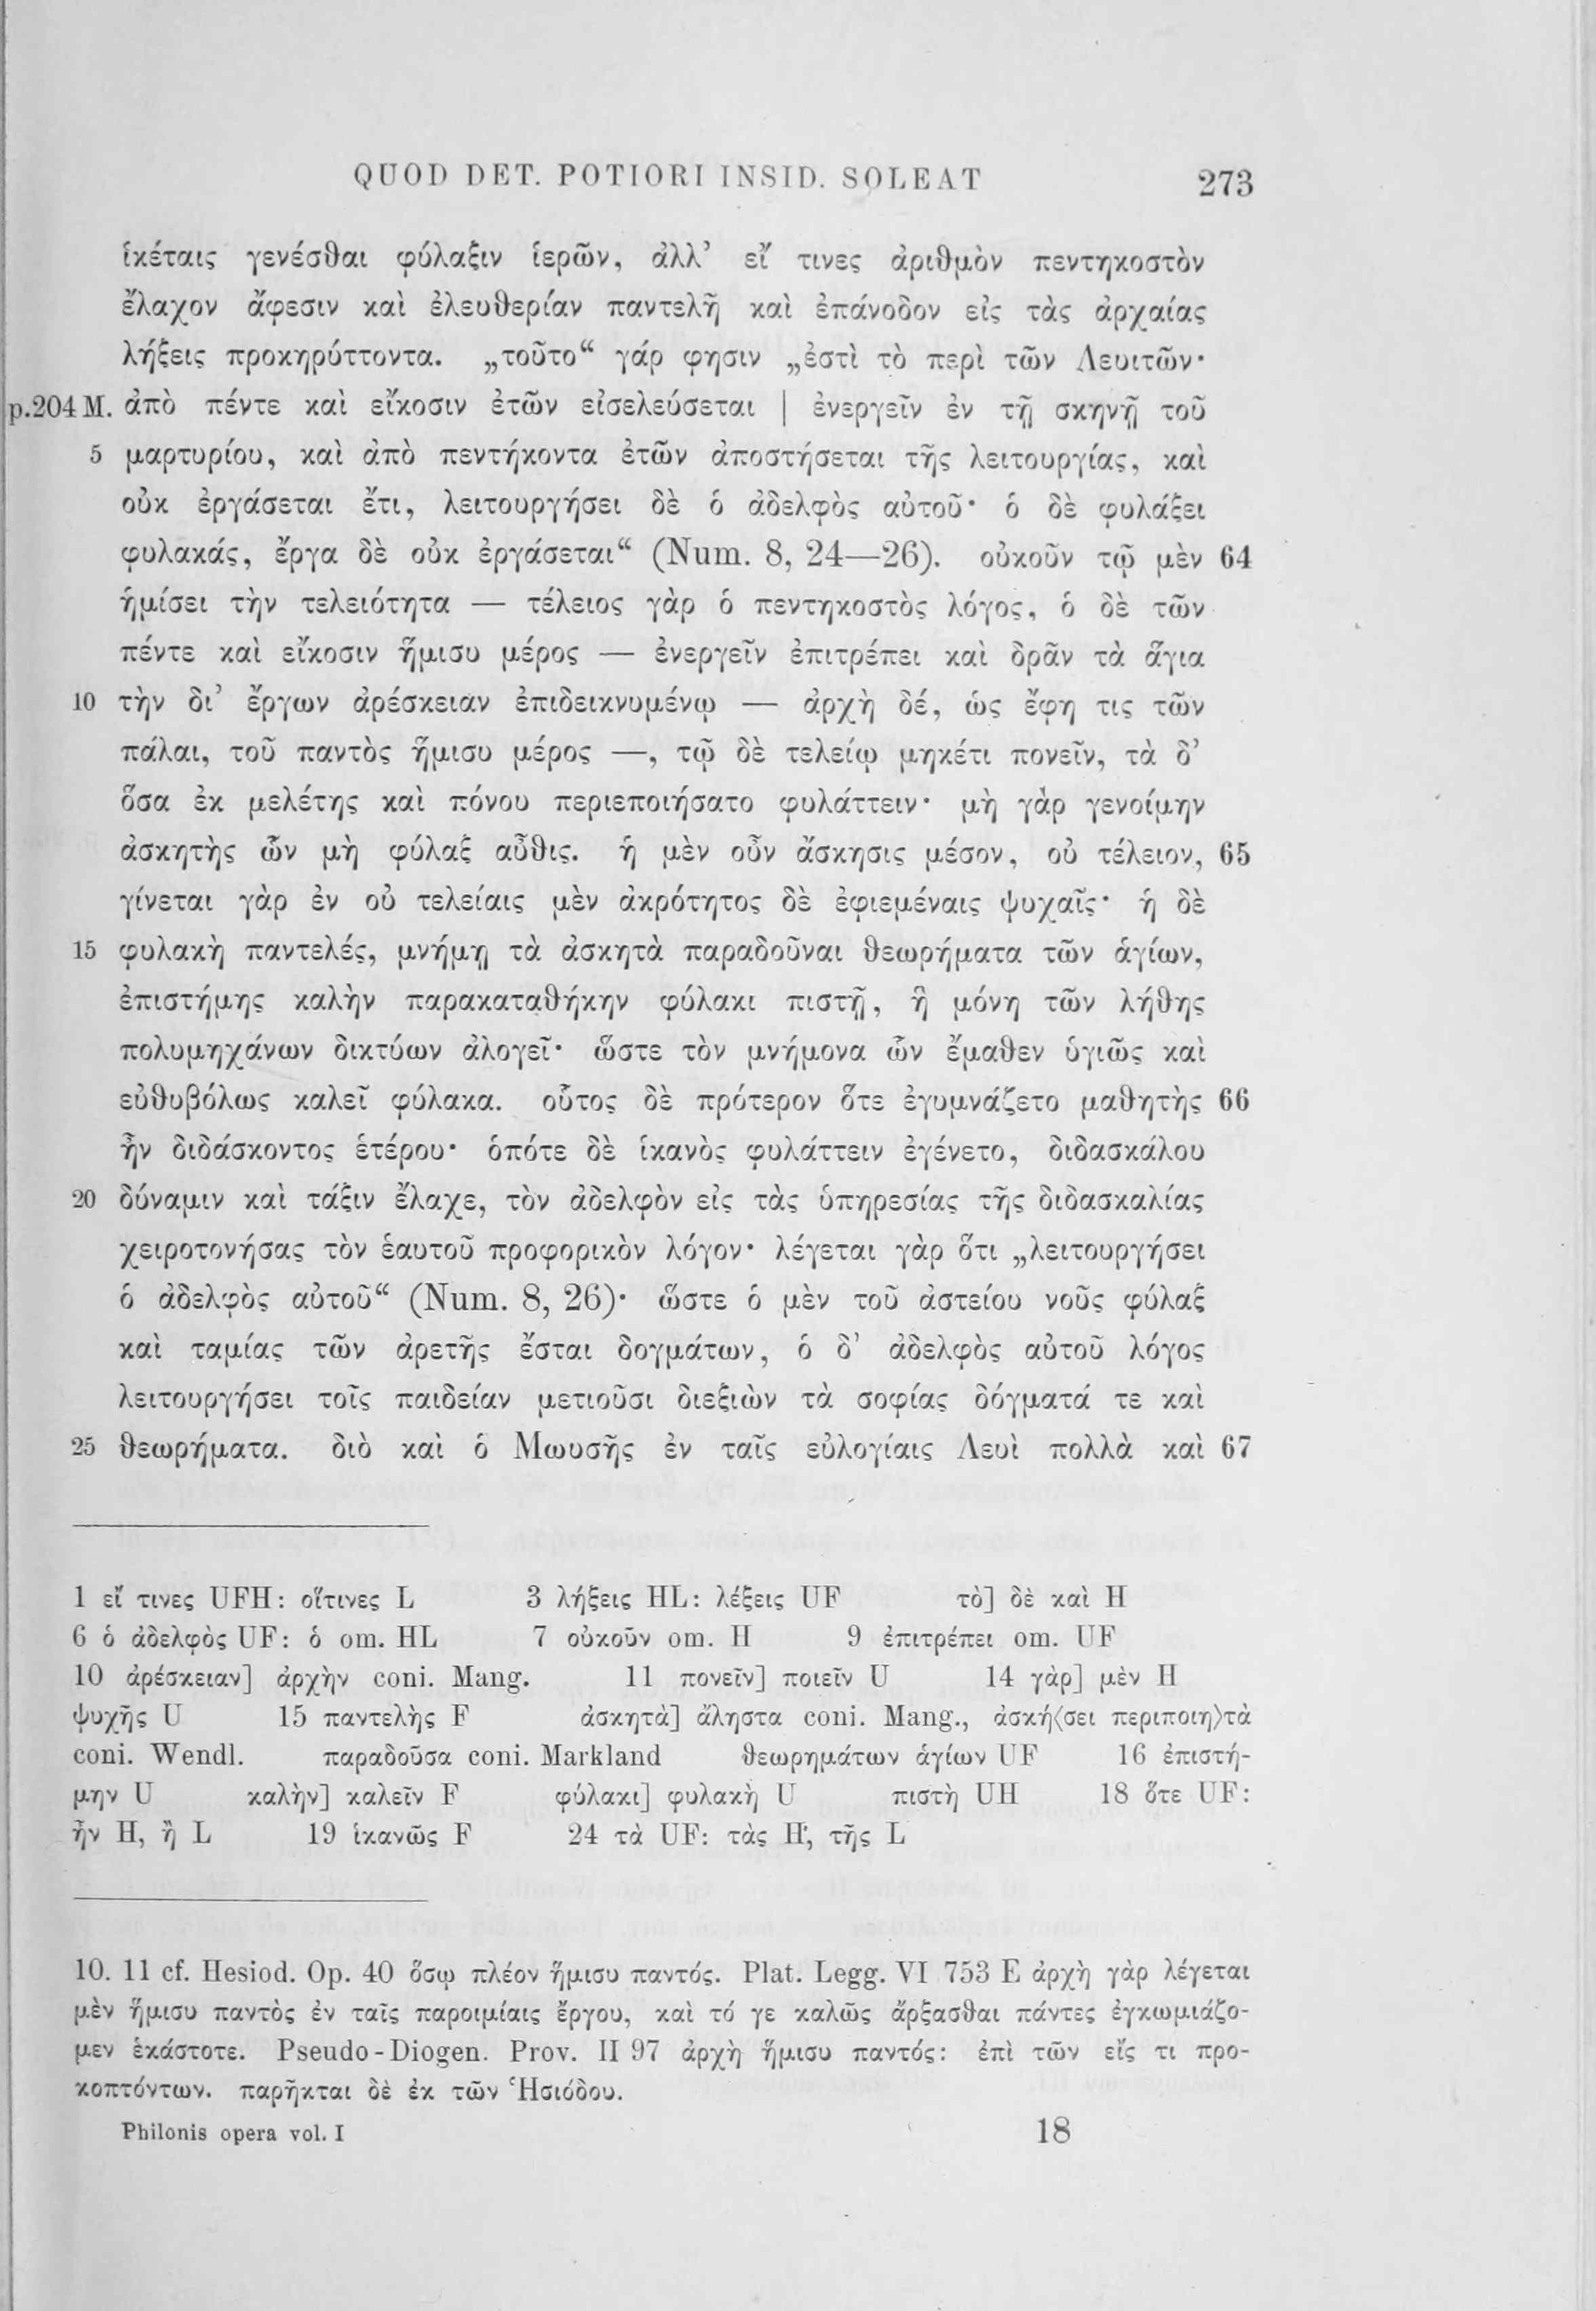 QUOD DET. POTIORI INSID. SOLEAT 273
ἱκέταις γενέσθαι φύλαξιν ἱερῶν, ἀλλ’ εἴ τινες ἀριθμὸν πεντηκοστὸν
ἔλαχον ἄφεσιν καὶ ἐλευθερίαν παντελῆ καὶ ἐπάνοδον εἰς τὰς ἀρχαίας
λήξεις προκηρύττοντα. „τοῦτο“ γάρ φησιν „ἐστὶ τὸ περὶ τῶν Λευιτῶν·
p.204 M. ἀπὸ πέντε καὶ εἴκοσιν ἐτῶν εἰσελεύσεται | ἐνεργεῖν ἐν τῇ σκηνῇ τοῦ
5 μαρτυρίου, καὶ ἀπὸ πεντήκοντα ἐτῶν ἀποστήσεται τῆς λειτουργίας, καὶ
οὐκ ἐργάσεται ἔτι, λειτουργήσει δὲ ὁ ἀδελφὸς αὐτοῦ· ὁ δὲ φυλάξει
φυλακάς, ἔργα δὲ οὐκ ἐργάσεται“ (Num. 8, 24—26). οὐκοῦν τῷ μὲν 64
ἡμίσει τὴν τελειότητα — τέλειος γὰρ ὁ πεντηκοστὸς λόγος, ὁ δὲ τῶν
πέντε καὶ εἴκοσιν ἥμισυ μέρος — ἐνεργεῖν ἐπιτρέπει καὶ δρᾶν τὰ ἅγια
10 τὴν δι’ ἔργων ἀρέσκειαν ἐπιδεικνυμένῳ — ἀρχὴ δέ, ὡς ἔφη τις τῶν
πάλαι, τοῦ παντὸς ἥμισυ μέρος —, τῷ δὲ τελείῳ μηκέτι πονεῖν, τὰ δ’
ὅσα ἐκ μελέτης καὶ πόνου περιεποιήσατο φυλάττειν· μὴ γὰρ γενοίμην
ἀσκητὴς ὧν μὴ φύλαξ αὖθις. ἡ μὲν οὖν ἄσκησις μέσον, οὐ τέλειον, 65
γίνεται γὰρ ἐν οὐ τελείαις μὲν ἀκρότητος δὲ ἐφιεμέναις ψυχαῖς· ἡ δὲ
15 φυλακὴ παντελές, μνήμῃ τὰ ἀσκητὰ παραδοῦναι θεωρήματα τῶν ἁγίων,
ἐπιστήμης καλὴν παρακαταθήκην φύλακι πιστῇ, ἣ μόνη τῶν λήθης
πολυμηχάνων δικτύων ἀλογεῖ· ὥστε τὸν μνήμονα ὧν ἔμαθεν ὑγιῶς καὶ
εὐθυβόλως καλεῖ φύλακα. οὗτος δὲ πρότερον ὅτε ἐγυμνάζετο μαθητὴς 66
ἦν διδάσκοντος ἑτέρου· ὁπότε δὲ ἱκανὸς φυλάττειν ἐγένετο, διδασκάλου
20 δύναμιν καὶ τάξιν ἔλαχε, τὸν ἀδελφὸν εἰς τὰς ὑπηρεσίας τῆς διδασκαλίας
χειροτονήσας τὸν ἑαυτοῦ προφορικὸν λόγον· λέγεται γὰρ ὅτι „λειτουργήσει
ὁ ἀδελφὸς αὐτοῦ“ (Num. 8, 26)· ὥστε ὁ μὲν τοῦ ἀστείου νοῦς φύλαξ
καὶ ταμίας τῶν ἀρετῆς ἔσται δογμάτων, ὁ δ’ ἀδελφὸς αὐτοῦ λόγος
λειτουργήσει τοῖς παιδείαν μετιοῦσι διεξιὼν τὰ σοφίας δόγματά τε καὶ
25 θεωρήματα. διὸ καὶ ὁ Μωυσῆς ἐν ταῖς εὐλογίαις Λευὶ πολλὰ καὶ 67
1 εἴ τινες UFH: οἵτινες L 3 λήξεις HL: λέξεις UF τὸ] δὲ καὶ H
6 ὁ ἀδελφὸς UF: ὁ om. HL 7 οὐκοῦν om. H 9 ἐπιτρέπει om. UF
10 ἀρέσκειαν] ἀρχὴν coni. Mang. 11 πονεῖν] ποιεῖν U 14 γὰρ] μὲν H
ψυχῆς U 15 παντελὴς F ἀσκητὰ] ἄληστα coni. Mang., ἀσκή⟨σει περιποιη⟩τὰ
coni. Wendl. παραδοῦσα coni. Markland θεωρημάτων ἁγίων UF 16 ἐπιστή-
μην U καλὴν] καλεῖν F φύλακι] φυλακὴ U πιστὴ UH 18 ὅτε UF:
ἦν H, ἢ L 19 ἱκανῶς F 24 τὰ UF: τὰς H, τῆς L
10. 11 cf. Hesiod. Op. 40 ὅσῳ πλέον ἥμισυ παντός. Plat. Legg. VI 753 E ἀρχὴ γὰρ λέγεται
μὲν ἥμισυ παντὸς ἐν ταῖς παροιμίαις ἔργου, καὶ τό γε καλῶς ἄρξασθαι πάντες ἐγκωμιάζο-
μεν ἑκάστοτε. Pseudo-Diogen. Prov. II 97 ἀρχὴ ἥμισυ παντός: ἐπὶ τῶν εἴς τι προ-
κοπτόντων. παρῆκται δὲ ἐκ τῶν Ἡσιόδου.
Philonis opera vol. I 18